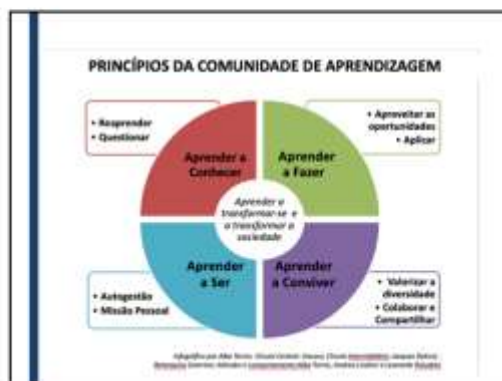 PRINCÍPIOS DA COMUNIDADE DE APRENDIZAGEM
• Reaprender
• Questionar
• Aproveitar as
oportunidades
• Aplicar
Aprender a
Conhecer
Aprender
a Fazer
Aprender a
transformar-se e
a transformar a
sociedade
Aprender
a Ser
Aprender
a Conviver
• Autogestão
• Missão Pessoal
• Valorizar a
diversidade
• Colaborar e
Compartilhar